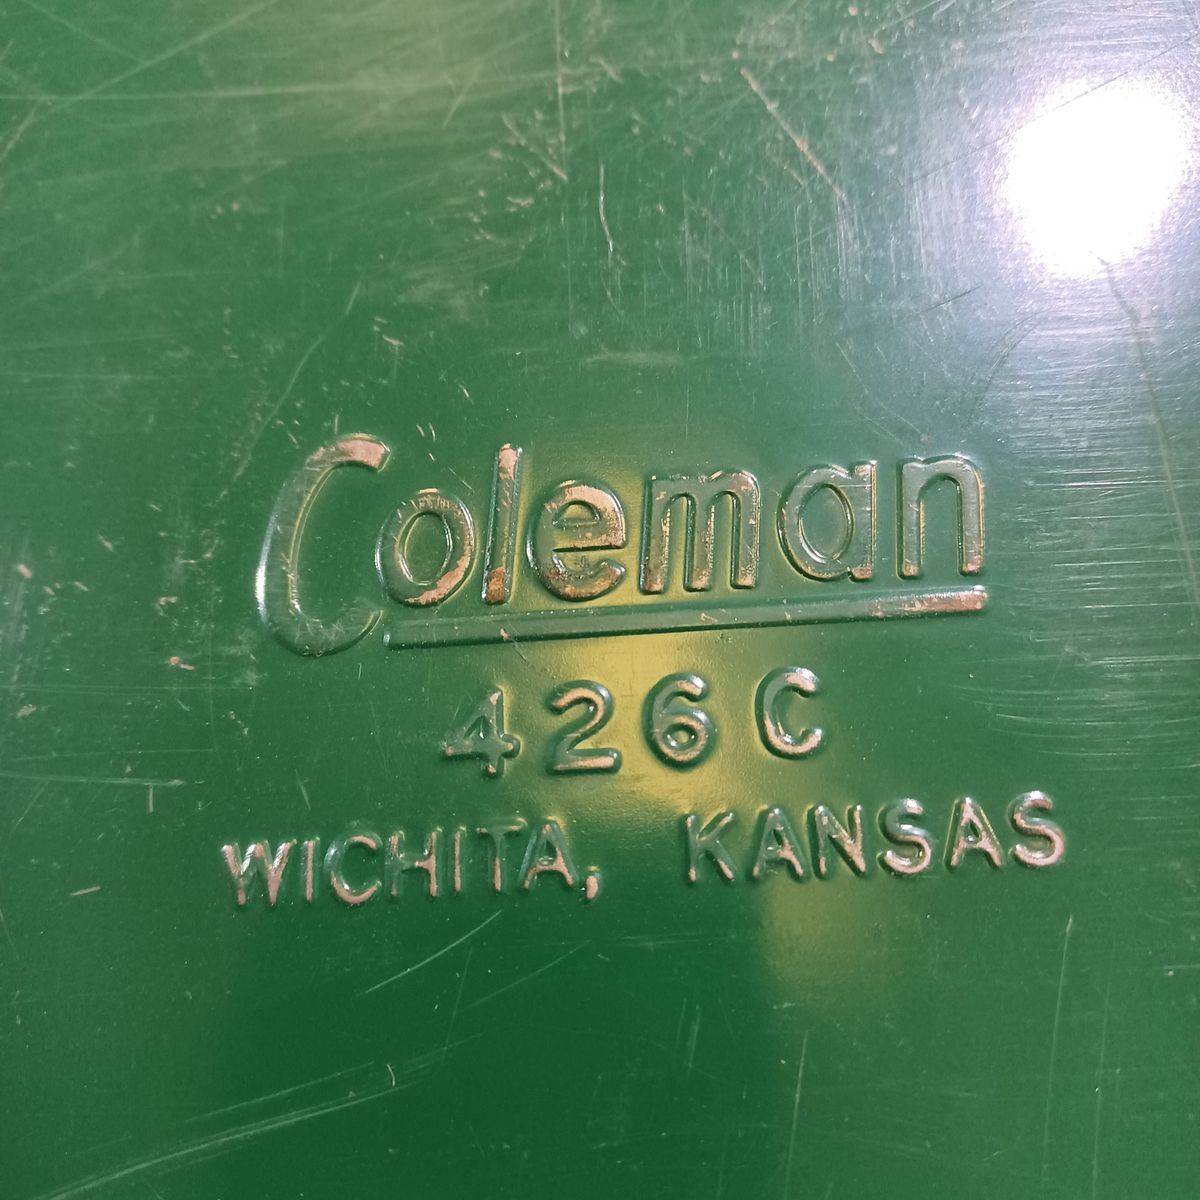 Coleman
426C
WICHITA, KANSAS